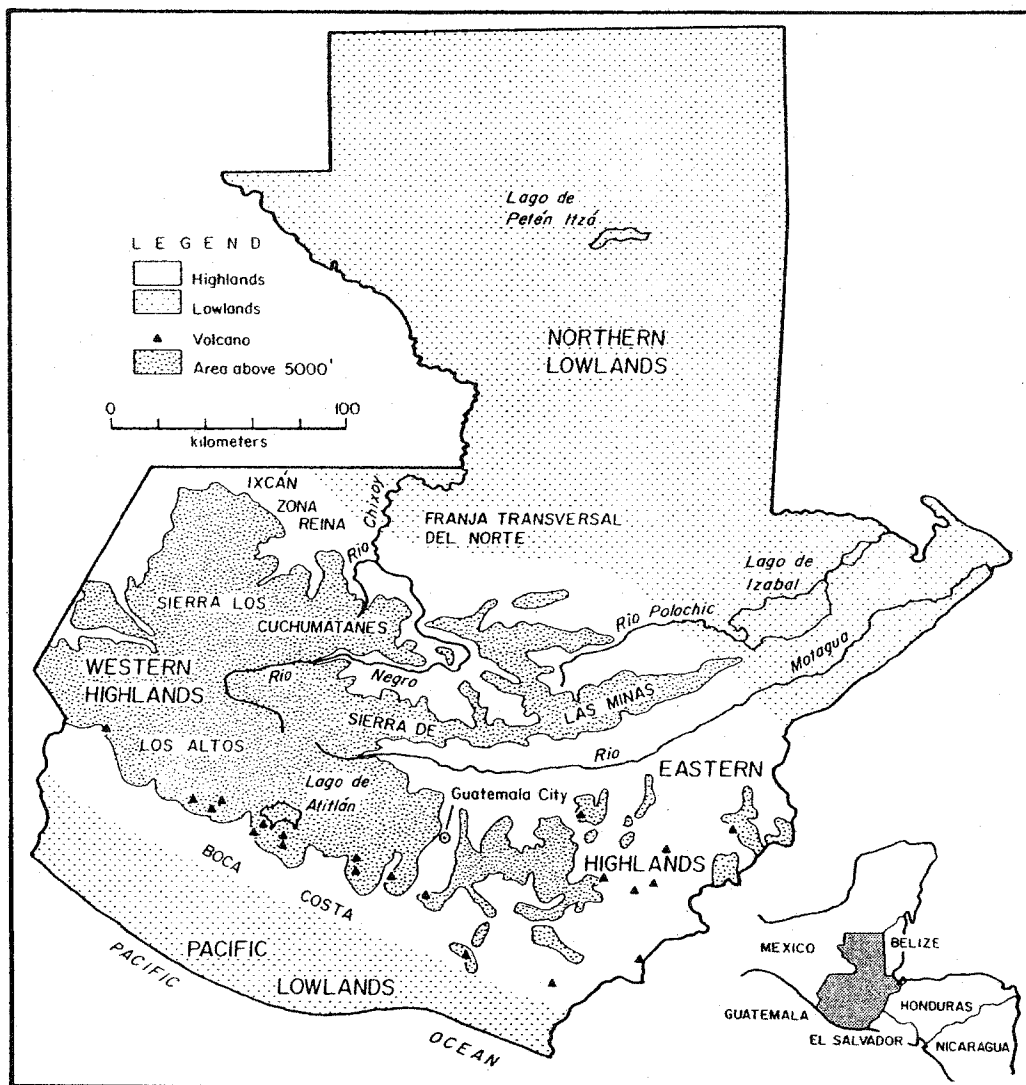 Lago de
Petén Itzá
LEGEND
Highlands
Lowlands
Volcano
Area above 5000'
0 100
kilometers
NORTHERN
LOWLANDS
IXCÁN
ZONA
REINA
Río Chixoy
FRANJA TRANSVERSAL
DEL NORTE
Lago de
Izabal
SIERRA LOS
CUCHUMATANES
Río Polochic
Motagua
WESTERN
HIGHLANDS
Río Negro
LAS MINAS
SIERRA DE
LOS ALTOS
Río
EASTERN
Lago de
Atitlán
Guatemala City
HIGHLANDS
BOCA
COSTA
PACIFIC
LOWLANDS
PACIFIC
OCEAN
MEXICO
BELIZE
GUATEMALA
HONDURAS
EL SALVADOR
NICARAGUA